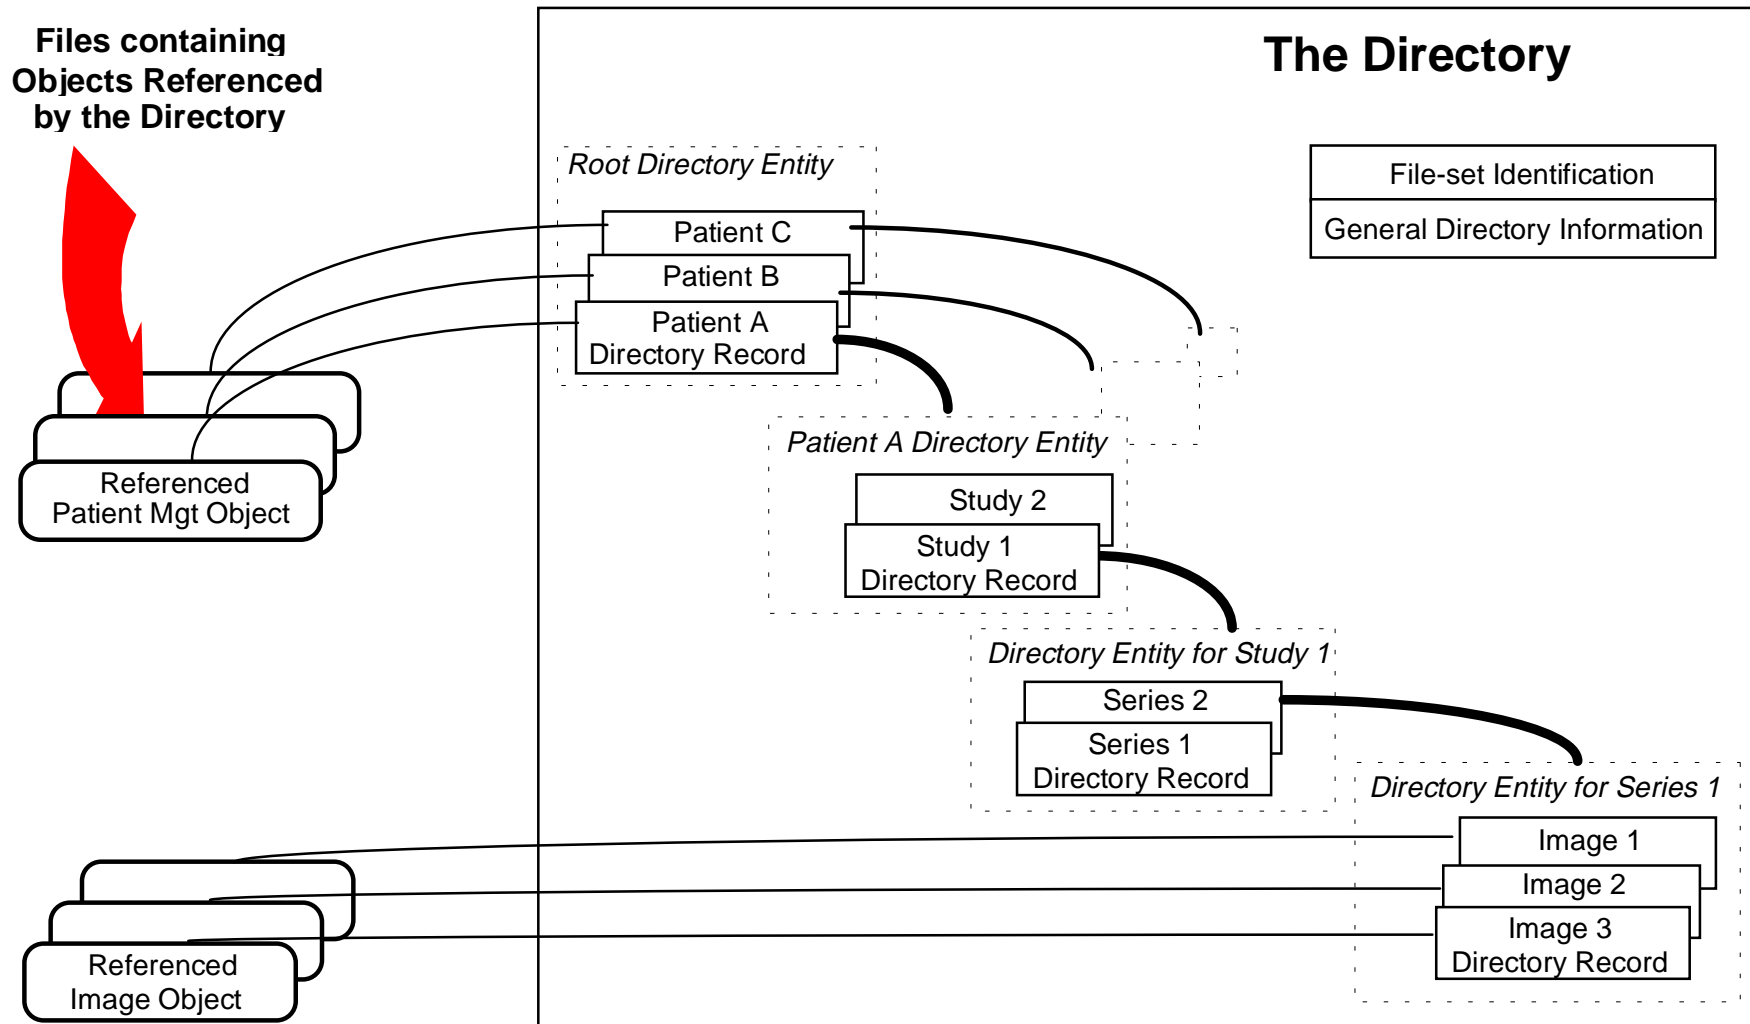 Files containing
Objects Referenced
by the Directory
The Directory
Root Directory Entity
File-set Identification
General Directory Information
Patient C
Patient B
Patient A
Directory Record
Patient A Directory Entity
Referenced
Patient Mgt Object
Study 2
Study 1
Directory Record
Directory Entity for Study 1
Series 2
Series 1
Directory Record
Directory Entity for Series 1
Image 1
Image 2
Image 3
Directory Record
Referenced
Image Object